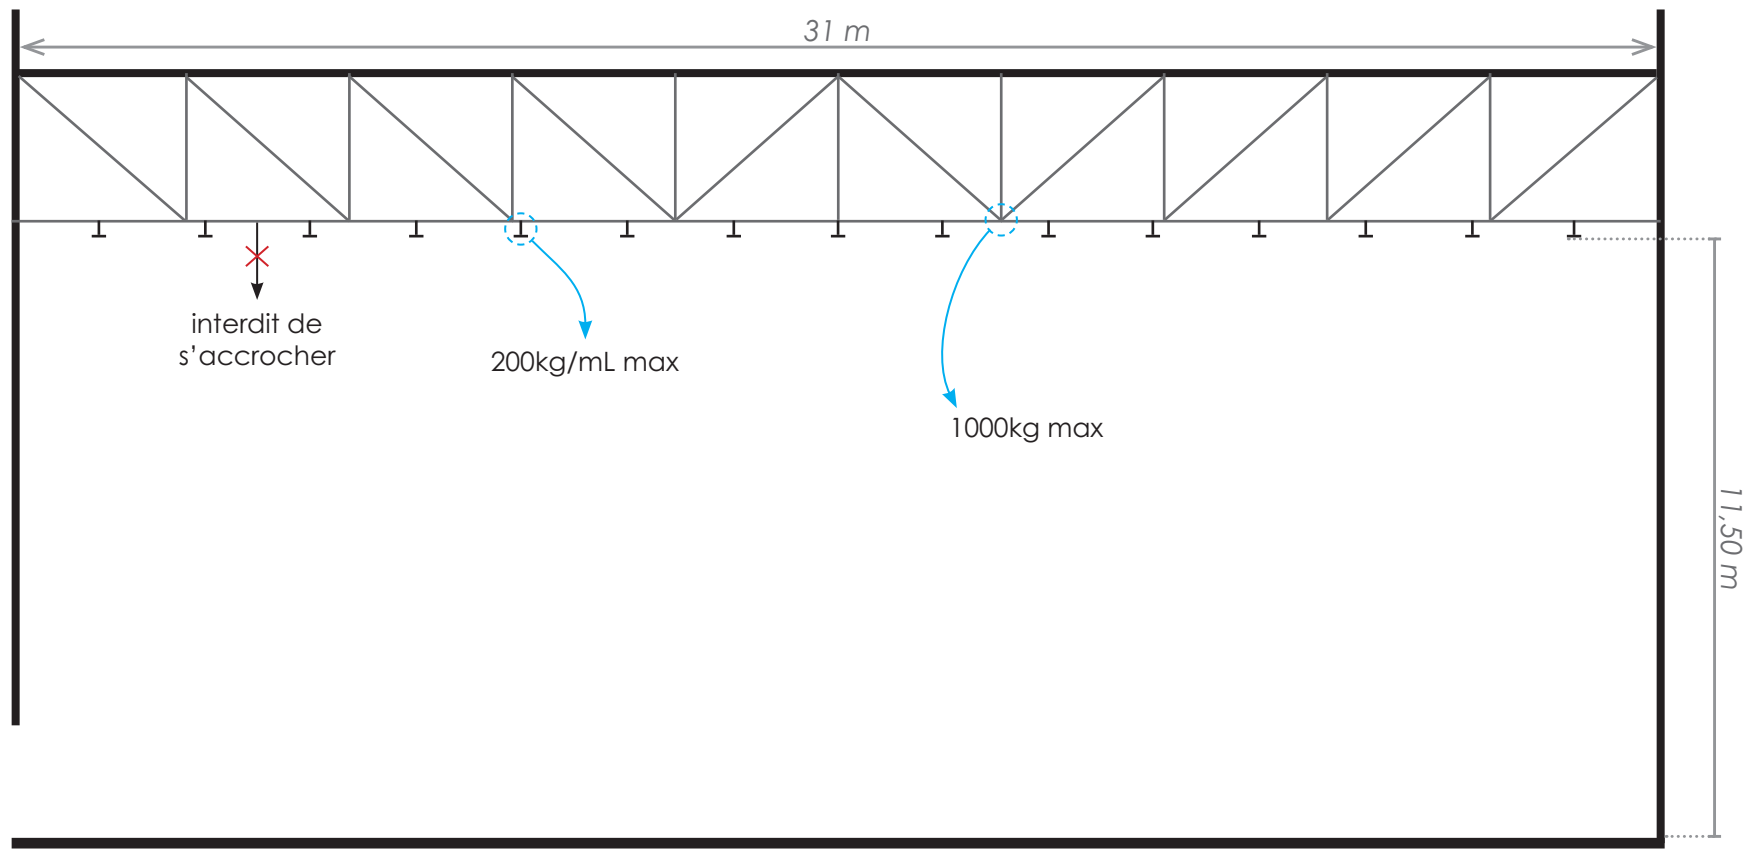 31 m
interdit de
s'accrocher
200kg/mL max
1000kg max
11,50 m